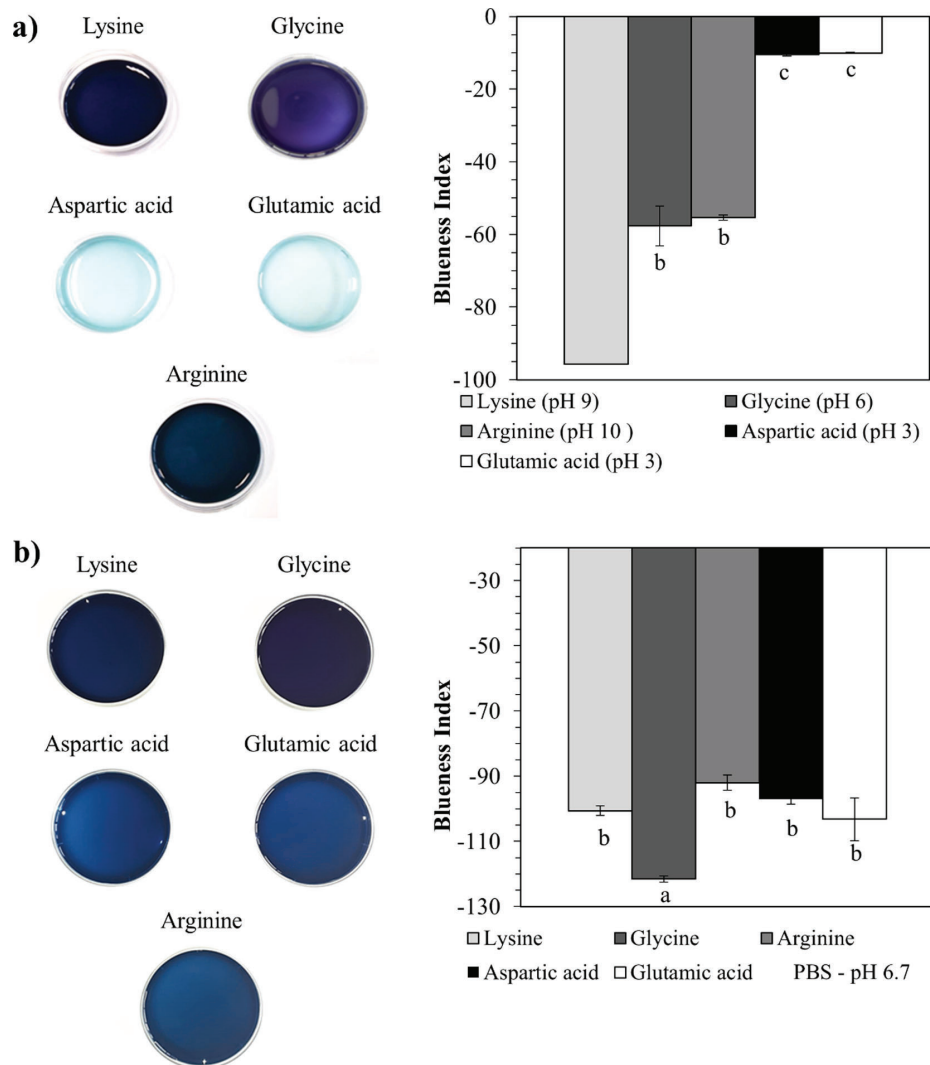 a)
Lysine Glycine
Aspartic acid Glutamic acid
Arginine
Blueness Index
0
-20
-40
-60
-80
-100
b b c c
Lysine (pH 9) Glycine (pH 6)
Arginine (pH 10 ) Aspartic acid (pH 3)
Glutamic acid (pH 3)
b)
Lysine Glycine
Aspartic acid Glutamic acid
Arginine
Blueness Index
-30
-50
-70
-90
-110
-130
b a b b b
Lysine Glycine Arginine
Aspartic acid Glutamic acid PBS - pH 6.7